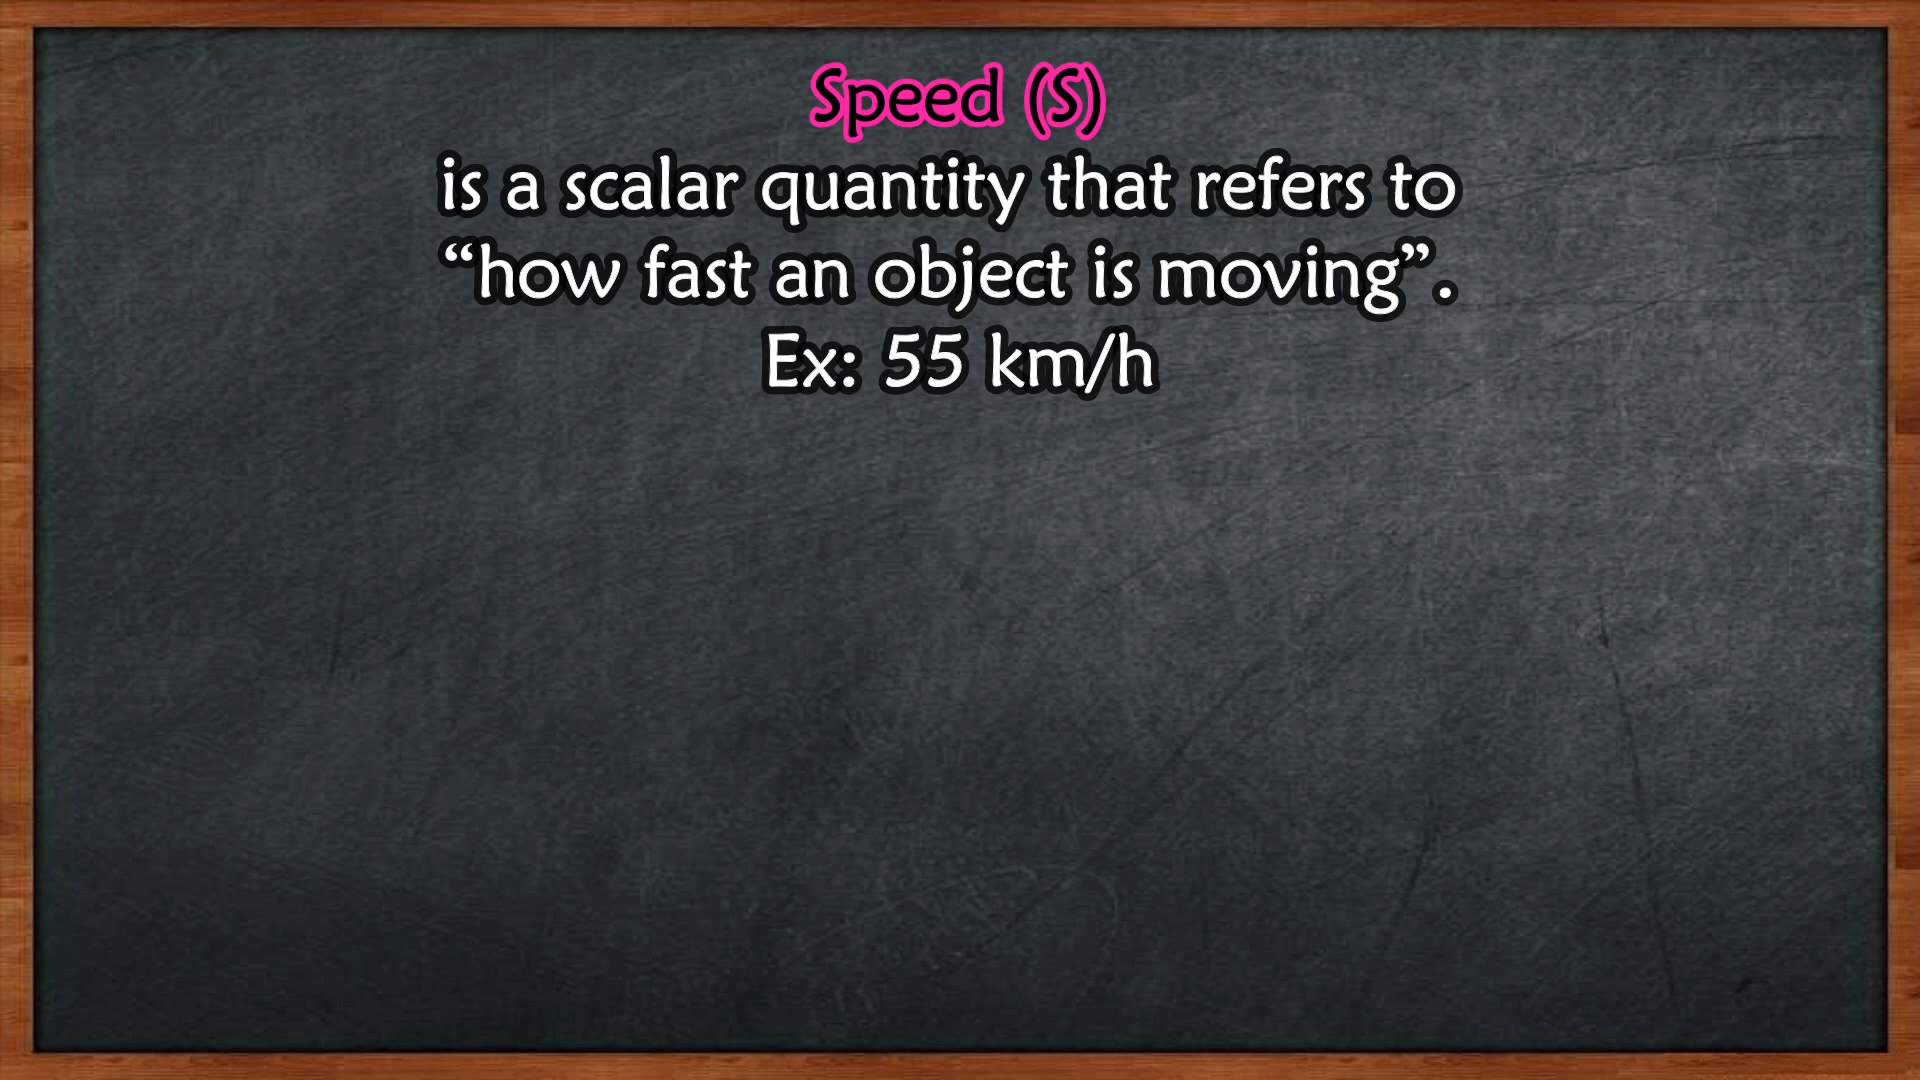 Speed (S)
is a scalar quantity that refers to
“how fast an object is moving”.
Ex: 55 km/h